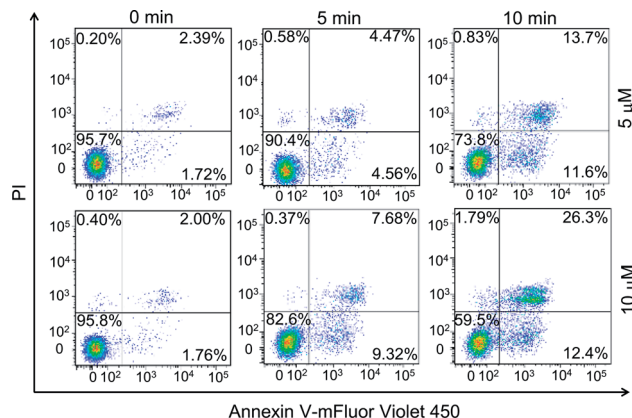 0 min 5 min 10 min
10⁵ 0.20% 2.39% 10⁵ 0.58% 4.47% 10⁵ 0.83% 13.7%
10⁴ 10⁴ 10⁴
10³ 10³ 10³
95.7% 90.4% 73.8%
10² 10² 10²
0 1.72% 0 4.56% 0 11.6%
0 10² 10³ 10⁴ 10⁵ 0 10² 10³ 10⁴ 10⁵ 0 10² 10³ 10⁴ 10⁵
5 μM
PI
10⁵ 0.40% 2.00% 10⁵ 0.37% 7.68% 10⁵ 1.79% 26.3%
10⁴ 10⁴ 10⁴
10³ 10³ 10³
95.8% 82.6% 59.5%
10² 10² 10²
0 1.76% 0 9.32% 0 12.4%
0 10² 10³ 10⁴ 10⁵ 0 10² 10³ 10⁴ 10⁵ 0 10² 10³ 10⁴ 10⁵
10 μM
Annexin V-mFluor Violet 450